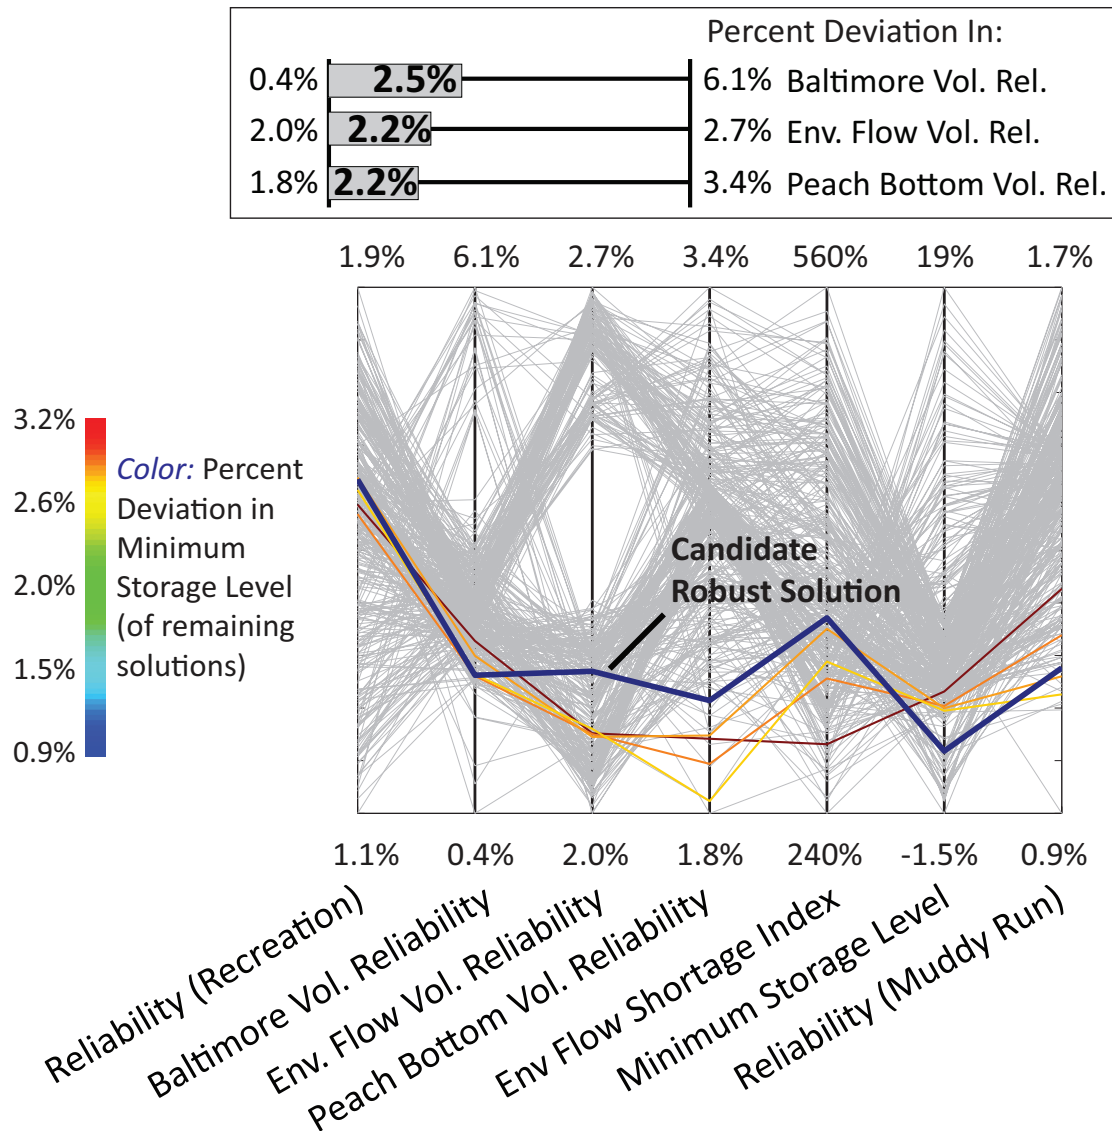 Percent Deviation In:
0.4% 2.5% 6.1% Baltimore Vol. Rel.
2.0% 2.2% 2.7% Env. Flow Vol. Rel.
1.8% 2.2% 3.4% Peach Bottom Vol. Rel.
1.9% 6.1% 2.7% 3.4% 560% 19% 1.7%
3.2%
2.6%
2.0%
1.5%
0.9%
Color: Percent
Deviation in
Minimum
Storage Level
(of remaining
solutions)
Candidate
Robust Solution
1.1% 0.4% 2.0% 1.8% 240% -1.5% 0.9%
Reliability (Recreation)
Baltimore Vol. Reliability
Env. Flow Vol. Reliability
Peach Bottom Vol. Reliability
Env Flow Shortage Index
Minimum Storage Level
Reliability (Muddy Run)